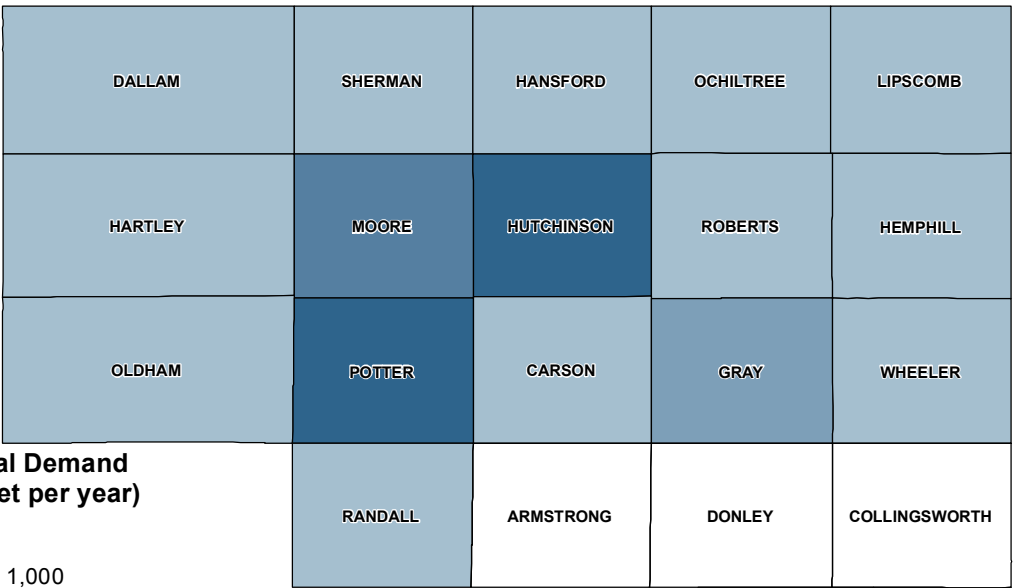 DALLAM SHERMAN HANSFORD OCHILTREE LIPSCOMB
HARTLEY MOORE HUTCHINSON ROBERTS HEMPHILL
OLDHAM POTTER CARSON GRAY WHEELER
al Demand
et per year)
RANDALL ARMSTRONG DONLEY COLLINGSWORTH
1,000